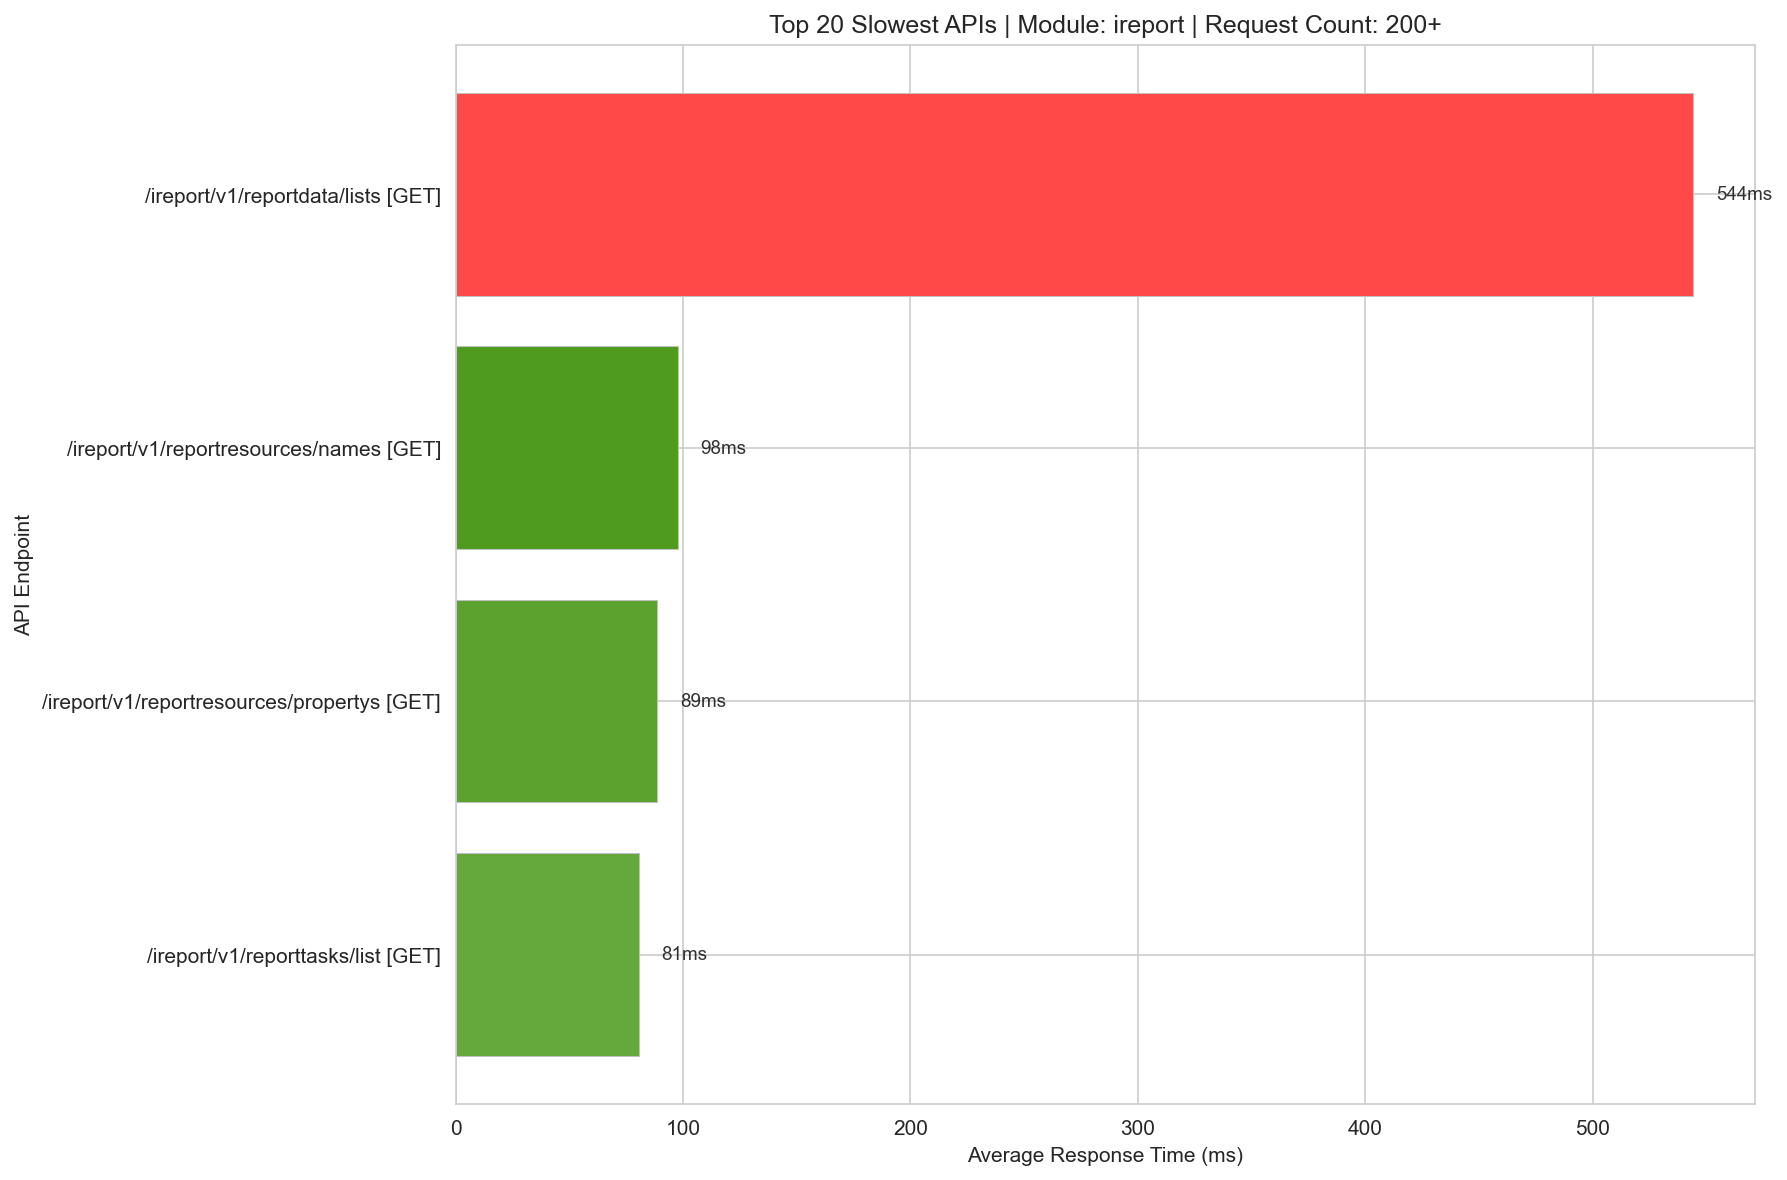 Top 20 Slowest APIs | Module: ireport | Request Count: 200+
/ireport/v1/reportdata/lists [GET]
544ms
/ireport/v1/reportresources/names [GET]
98ms
/ireport/v1/reportresources/propertys [GET]
89ms
/ireport/v1/reporttasks/list [GET]
81ms
API Endpoint
0 100 200 300 400 500
Average Response Time (ms)